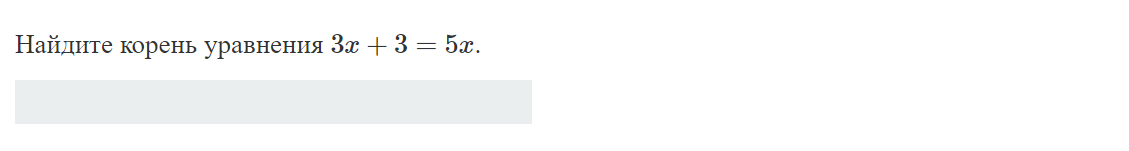 Найдите корень уравнения 3x + 3 = 5x.